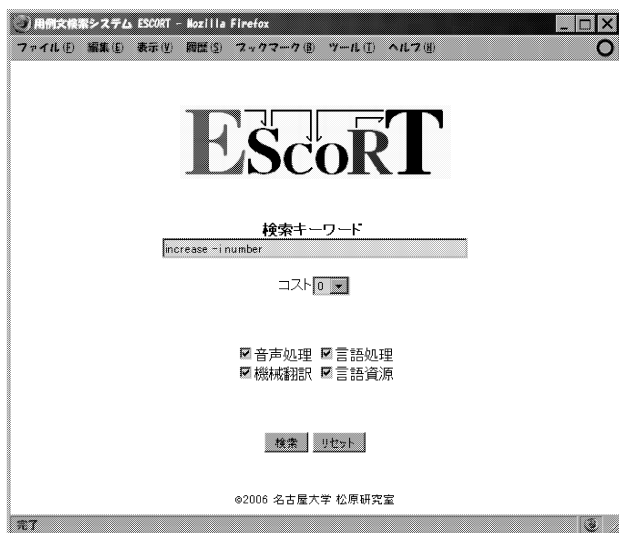 用例文検索システム ESCORT - Mozilla Firefox
ファイル(F) 編集(E) 表示(V) 履歴(S) ブックマーク(B) ツール(T) ヘルプ(H)
ESCORT
検索キーワード
increase -i number
コスト 0
音声処理 言語処理
機械翻訳 言語資源
検索 リセット
©2006 名古屋大学 松原研究室
完了